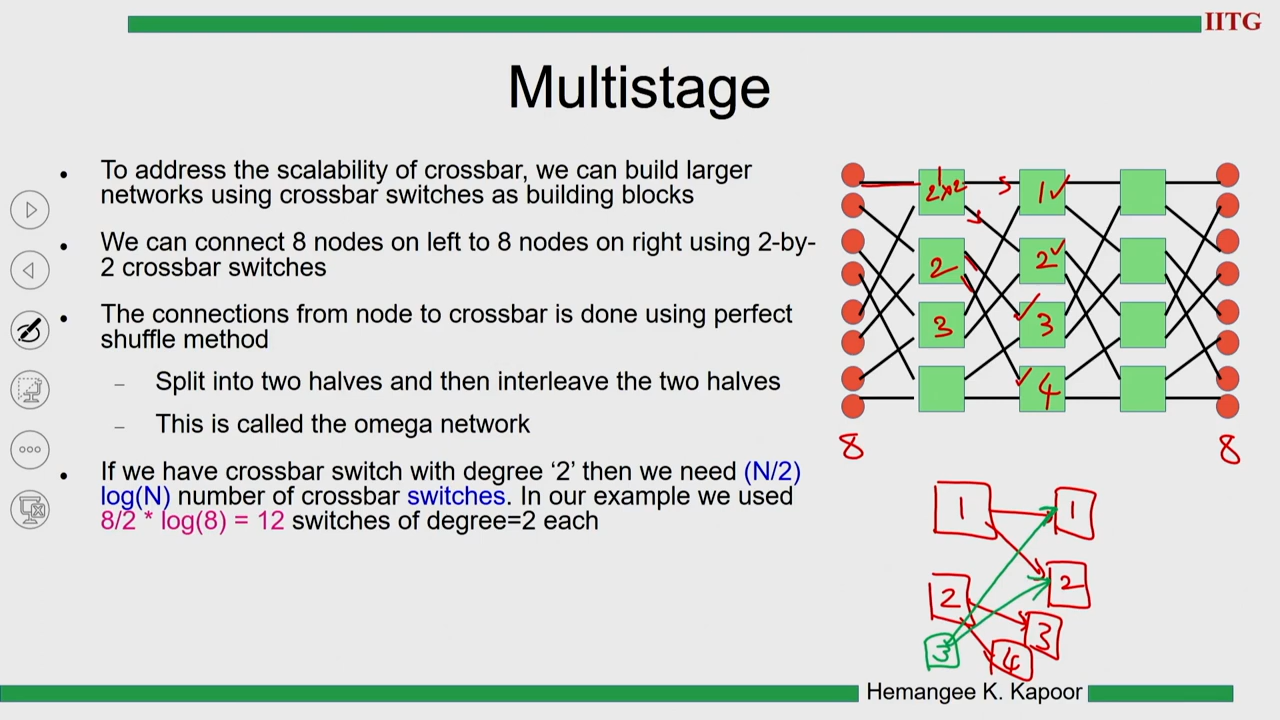 IITG
Multistage
To address the scalability of crossbar, we can build larger
networks using crossbar switches as building blocks
We can connect 8 nodes on left to 8 nodes on right using 2-by-
2 crossbar switches
The connections from node to crossbar is done using perfect
shuffle method
– Split into two halves and then interleave the two halves
– This is called the omega network
If we have crossbar switch with degree ‘2’ then we need (N/2)
log(N) number of crossbar switches. In our example we used
8/2 * log(8) = 12 switches of degree=2 each
1
2x2
1
2
2
3
3
4
8
8
1
1
2
2
3
3
4
Hemangee K. Kapoor